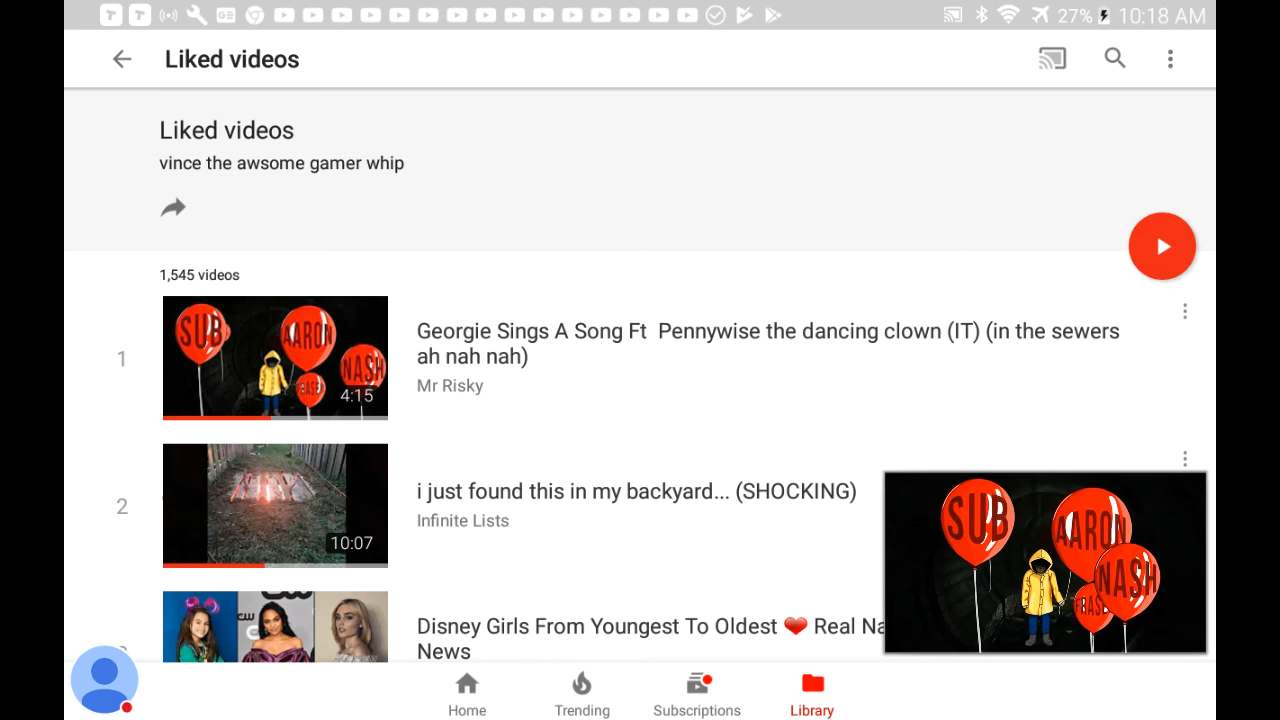 27% 10:18 AM
Liked videos
Liked videos
vince the awsome gamer whip
1,545 videos
1
SUB
AARON
NASH
FRASER
4:15
Georgie Sings A Song Ft Pennywise the dancing clown (IT) (in the sewers
ah nah nah)
Mr Risky
2
10:07
i just found this in my backyard... (SHOCKING)
Infinite Lists
CW
Disney Girls From Youngest To Oldest ❤ Real Na
News
SUB
AARON
NASH
FRASE
Home
Trending
Subscriptions
Library